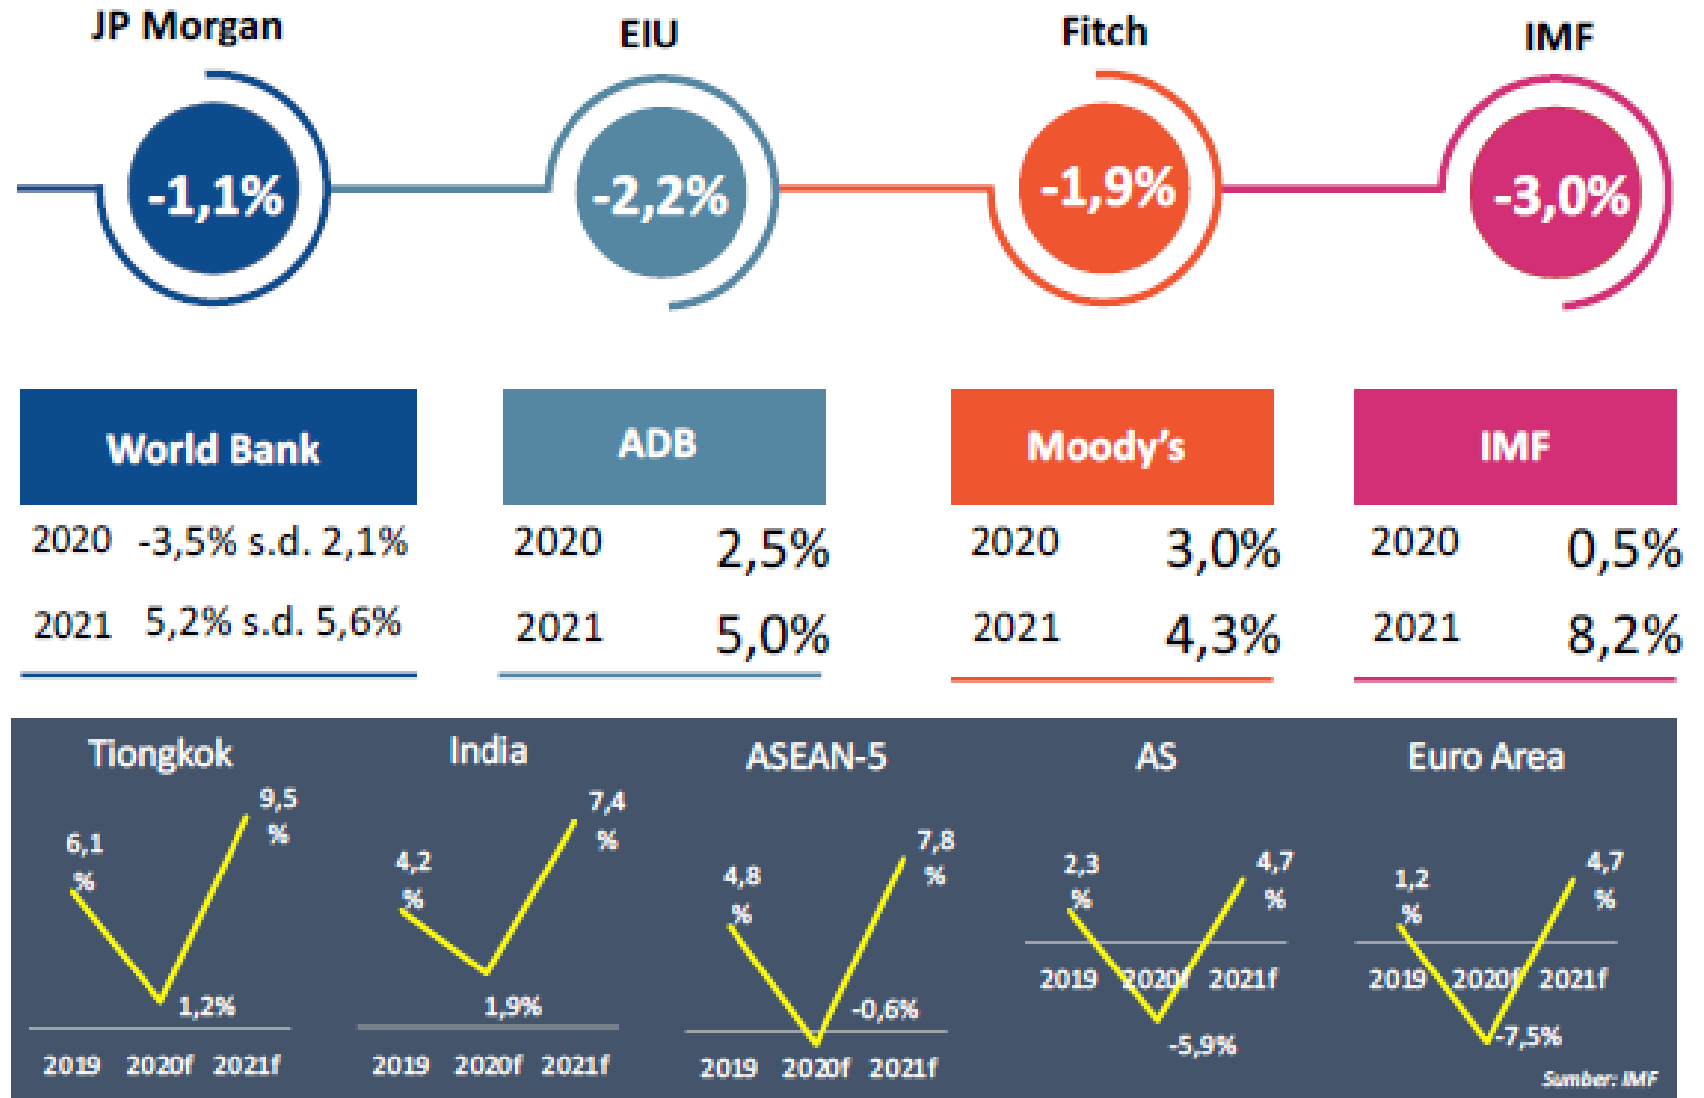 JP Morgan
EIU
Fitch
IMF
-1,1%
-2,2%
-1,9%
-3,0%
World Bank
2020 -3,5% s.d. 2,1%
2021 5,2% s.d. 5,6%
ADB
2020 2,5%
2021 5,0%
Moody's
2020 3,0%
2021 4,3%
IMF
2020 0,5%
2021 8,2%
Tiongkok
6,1
%
1,2%
9,5
%
2019 2020f 2021f
India
4,2
%
1,9%
7,4
%
2019 2020f 2021f
ASEAN-5
4,8
%
-0,6%
7,8
%
2019 2020f 2021f
AS
2,3
%
-5,9%
4,7
%
2019 2020f 2021f
Euro Area
1,2
%
-7,5%
4,7
%
2019 2020f 2021f
Sumber: IMF